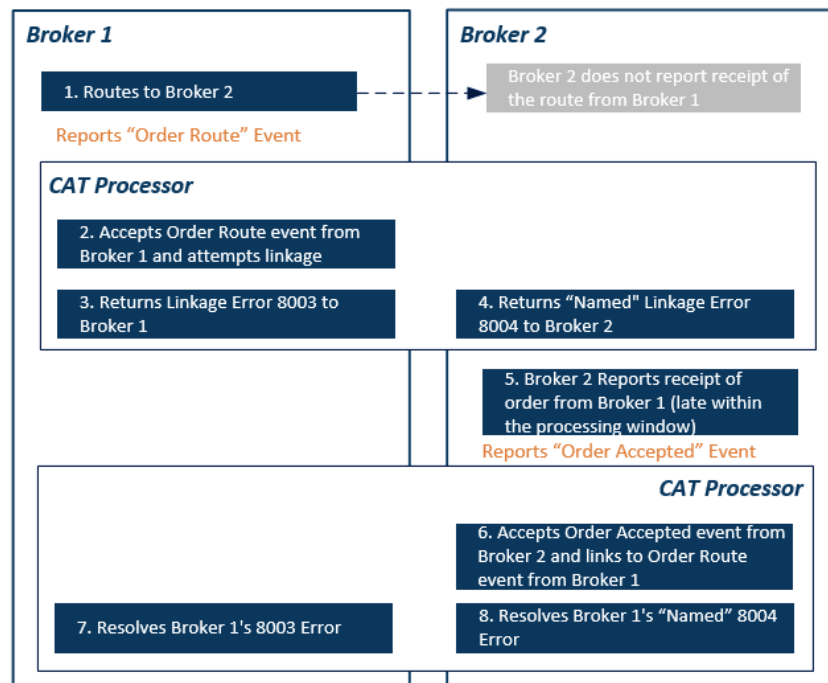 Broker 1
Broker 2
1. Routes to Broker 2
Broker 2 does not report receipt of
the route from Broker 1
Reports “Order Route” Event
CAT Processor
2. Accepts Order Route event from
Broker 1 and attempts linkage
3. Returns Linkage Error 8003 to
Broker 1
4. Returns “Named" Linkage Error
8004 to Broker 2
5. Broker 2 Reports receipt of
order from Broker 1 (late within
the processing window)
Reports “Order Accepted” Event
CAT Processor
6. Accepts Order Accepted event from
Broker 2 and links to Order Route
event from Broker 1
7. Resolves Broker 1's 8003 Error
8. Resolves Broker 1's “Named” 8004
Error